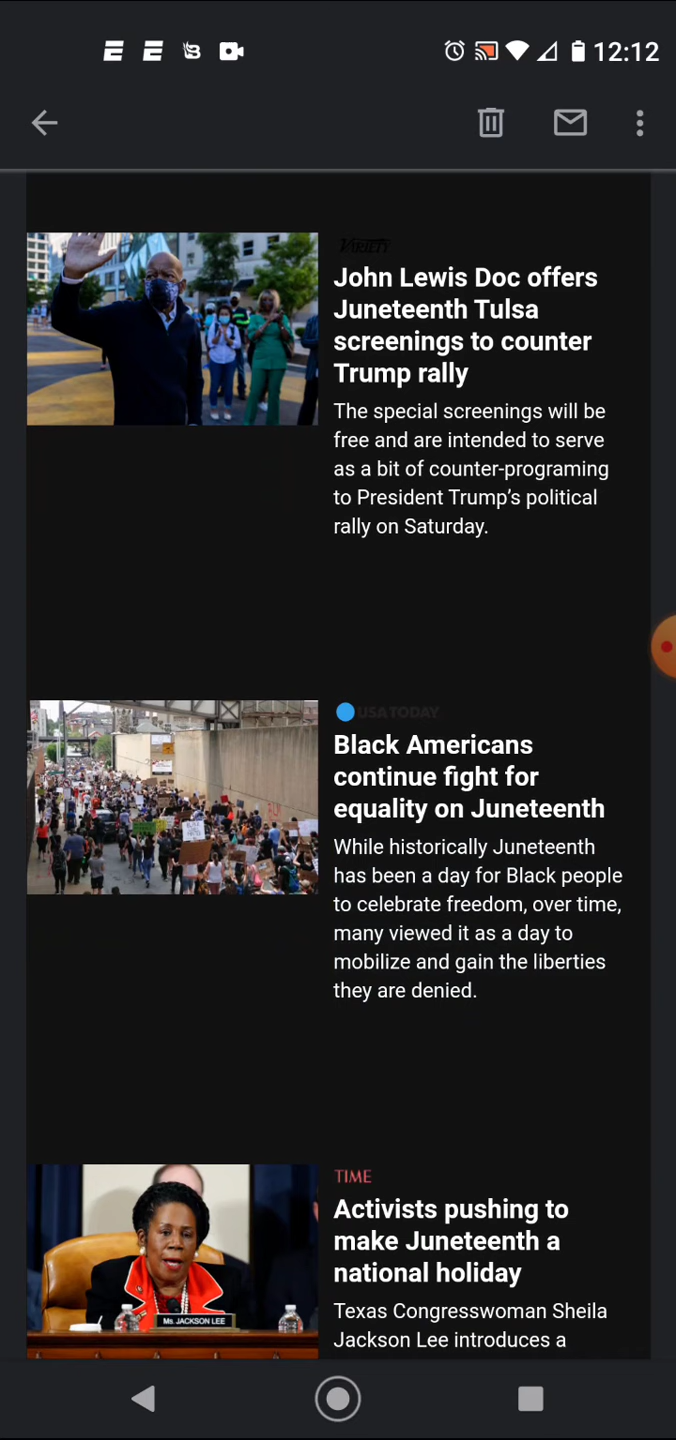 12:12
VARIETY
John Lewis Doc offers
Juneteenth Tulsa
screenings to counter
Trump rally
The special screenings will be
free and are intended to serve
as a bit of counter-programing
to President Trump’s political
rally on Saturday.
USA TODAY
Black Americans
continue fight for
equality on Juneteenth
While historically Juneteenth
has been a day for Black people
to celebrate freedom, over time,
many viewed it as a day to
mobilize and gain the liberties
they are denied.
TIME
Activists pushing to
make Juneteenth a
national holiday
Texas Congresswoman Sheila
Jackson Lee introduces a
Ms. JACKSON LEE